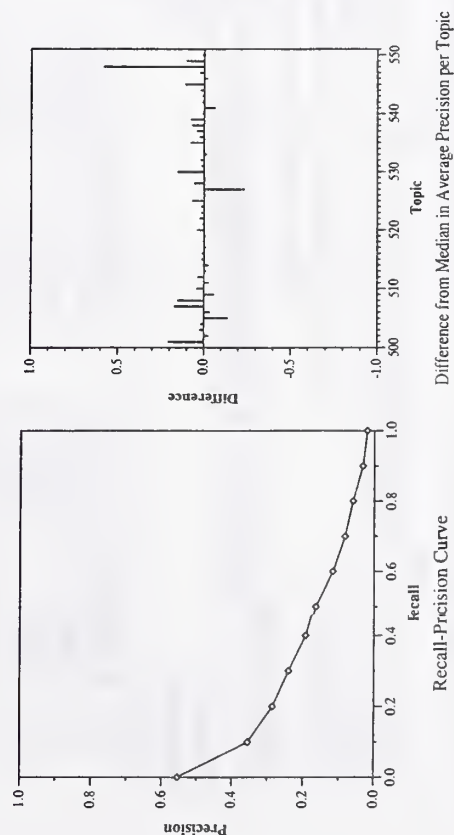 1.0
0.8
0.6
0.4
0.2
0.0
Precision
0.0 0.2 0.4 0.6 0.8 1.0
Recall
Recall-Precision Curve
1.0
0.5
0.0
-0.5
-1.0
Difference
500 510 520 530 540 550
Topic
Difference from Median in Average Precision per Topic